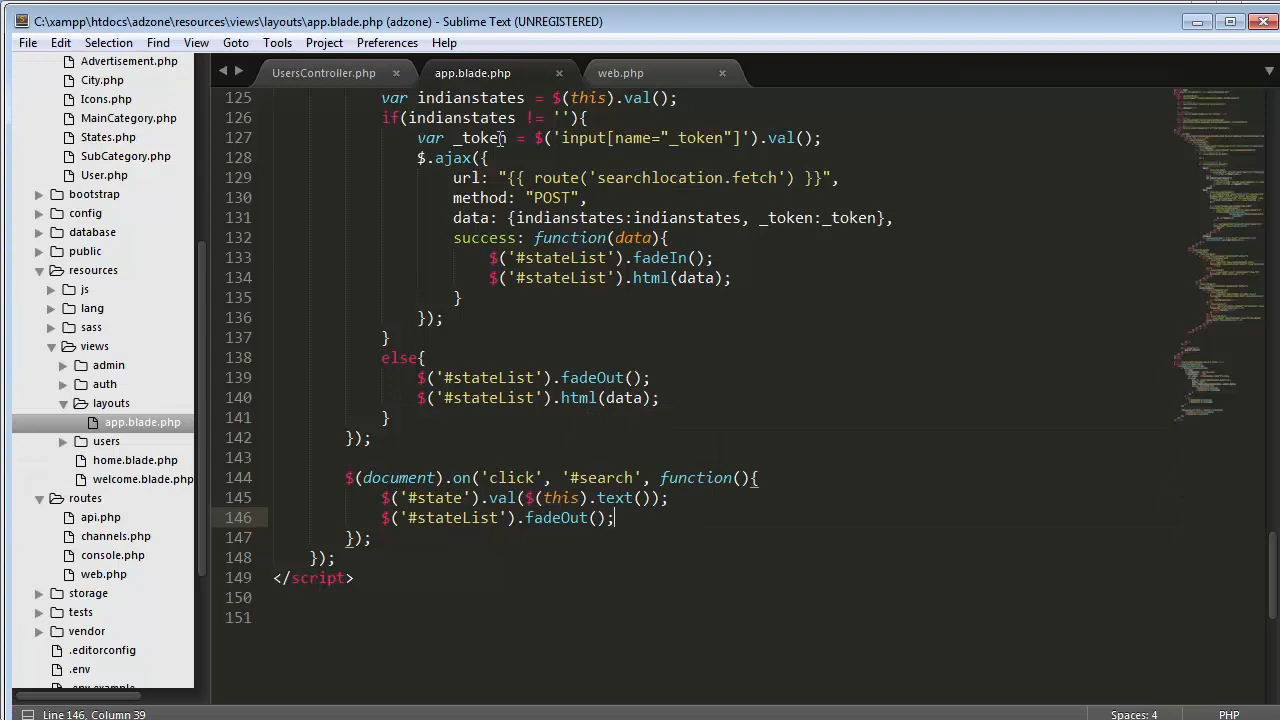 C:\xampp\htdocs\adzone\resources\views\layouts\app.blade.php (adzone) - Sublime Text (UNREGISTERED)
File Edit Selection Find View Goto Tools Project Preferences Help
Advertisement.php
City.php
Icons.php
MainCategory.php
States.php
SubCategory.php
User.php
bootstrap
config
database
public
resources
js
lang
sass
views
admin
auth
layouts
app.blade.php
users
home.blade.php
welcome.blade.php
routes
api.php
channels.php
console.php
web.php
storage
tests
vendor
.editorconfig
.env
.env.example
UsersController.php × app.blade.php × web.php ×
125 var indianstates = $(this).val();
126 if(indianstates != ''){
127 var _token = $('input[name="_token"]').val();
128 $.ajax({
129 url: "{{ route('searchlocation.fetch') }}",
130 method: "POST",
131 data: {indianstates:indianstates, _token:_token},
132 success: function(data){
133 $('#stateList').fadeIn();
134 $('#stateList').html(data);
135 }
136 });
137 }
138 else{
139 $('#stateList').fadeOut();
140 $('#stateList').html(data);
141 }
142 });
143
144 $(document).on('click', '#search', function(){
145 $('#state').val($(this).text());
146 $('#stateList').fadeOut();
147 });
148 });
149 </script>
150
151
Line 146, Column 39 Spaces: 4 PHP